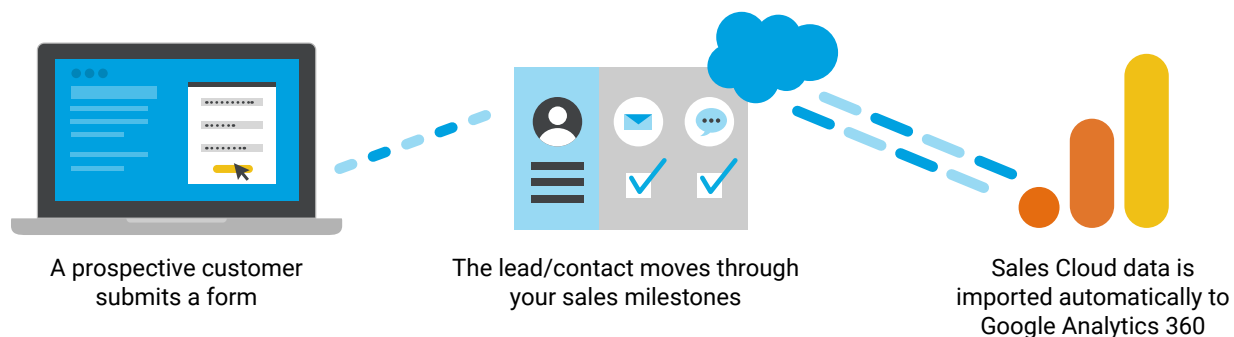 A prospective customer
submits a form
The lead/contact moves through
your sales milestones
Sales Cloud data is
imported automatically to
Google Analytics 360